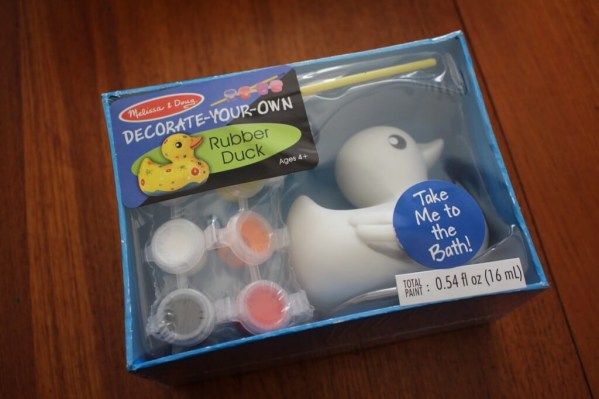 Melissa & Doug
DECORATE-YOUR-OWN
Rubber
Duck
Ages 4+
Take
Me to
the
Bath!
TOTAL
PAINT : 0.54 fl oz (16 mL)